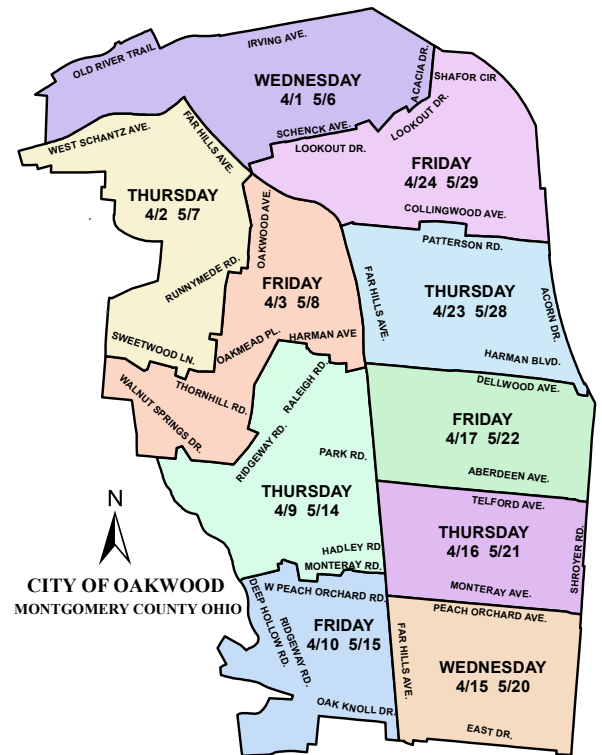 OLD RIVER TRAIL
IRVING AVE.
ACACIA DR.
WEDNESDAY
4/1 5/6
SCHENCK AVE.
SHAFOR CIR
LOOKOUT DR.
LOOKOUT DR.
FRIDAY
4/24 5/29
COLLINGWOOD AVE.
WEST SCHANTZ AVE.
FAR HILLS AVE.
THURSDAY
4/2 5/7
RUNNYMEDE RD.
SWEETWOOD LN.
OAKWOOD AVE.
FRIDAY
4/3 5/8
OAKMEAD PL.
HARMAN AVE
THORNHILL RD.
WALNUT SPRINGS DR.
PATTERSON RD.
FAR HILLS AVE.
THURSDAY
4/23 5/28
ACORN DR.
HARMAN BLVD.
DELLWOOD AVE.
FRIDAY
4/17 5/22
ABERDEEN AVE.
RALEIGH RD.
RIDGEWAY RD.
PARK RD.
THURSDAY
4/9 5/14
HADLEY RD
MONTERAY RD.
TELFORD AVE.
THURSDAY
4/16 5/21
SHROYER RD.
MONTERAY AVE.
N
CITY OF OAKWOOD
MONTGOMERY COUNTY OHIO
W PEACH ORCHARD RD.
DEEP HOLLOW RD.
RIDGEWAY RD.
FRIDAY
4/10 5/15
OAK KNOLL DR.
FAR HILLS AVE.
PEACH ORCHARD AVE.
WEDNESDAY
4/15 5/20
EAST DR.